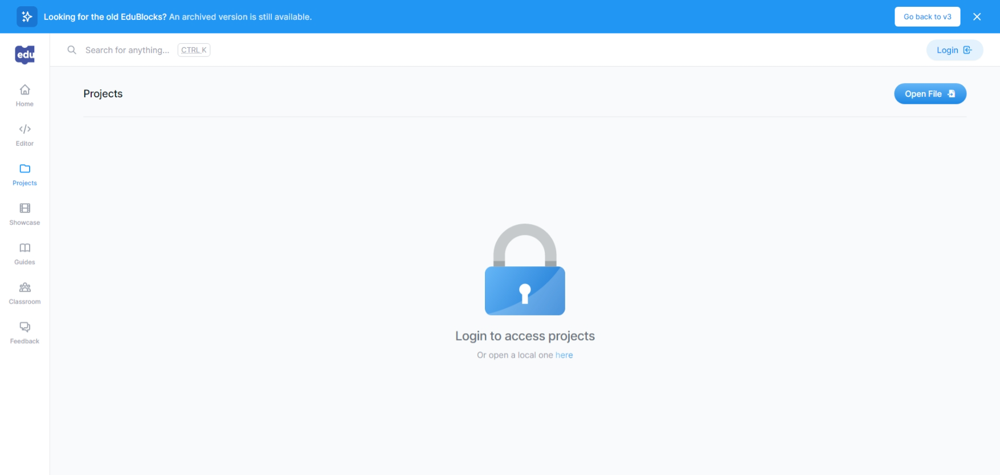 Looking for the old EduBlocks? An archived version is still available.
Go back to v3
edu
Search for anything... CTRL K
Login
Home
Editor
Projects
Showcase
Guides
Classroom
Feedback
Projects
Open File
Login to access projects
Or open a local one here